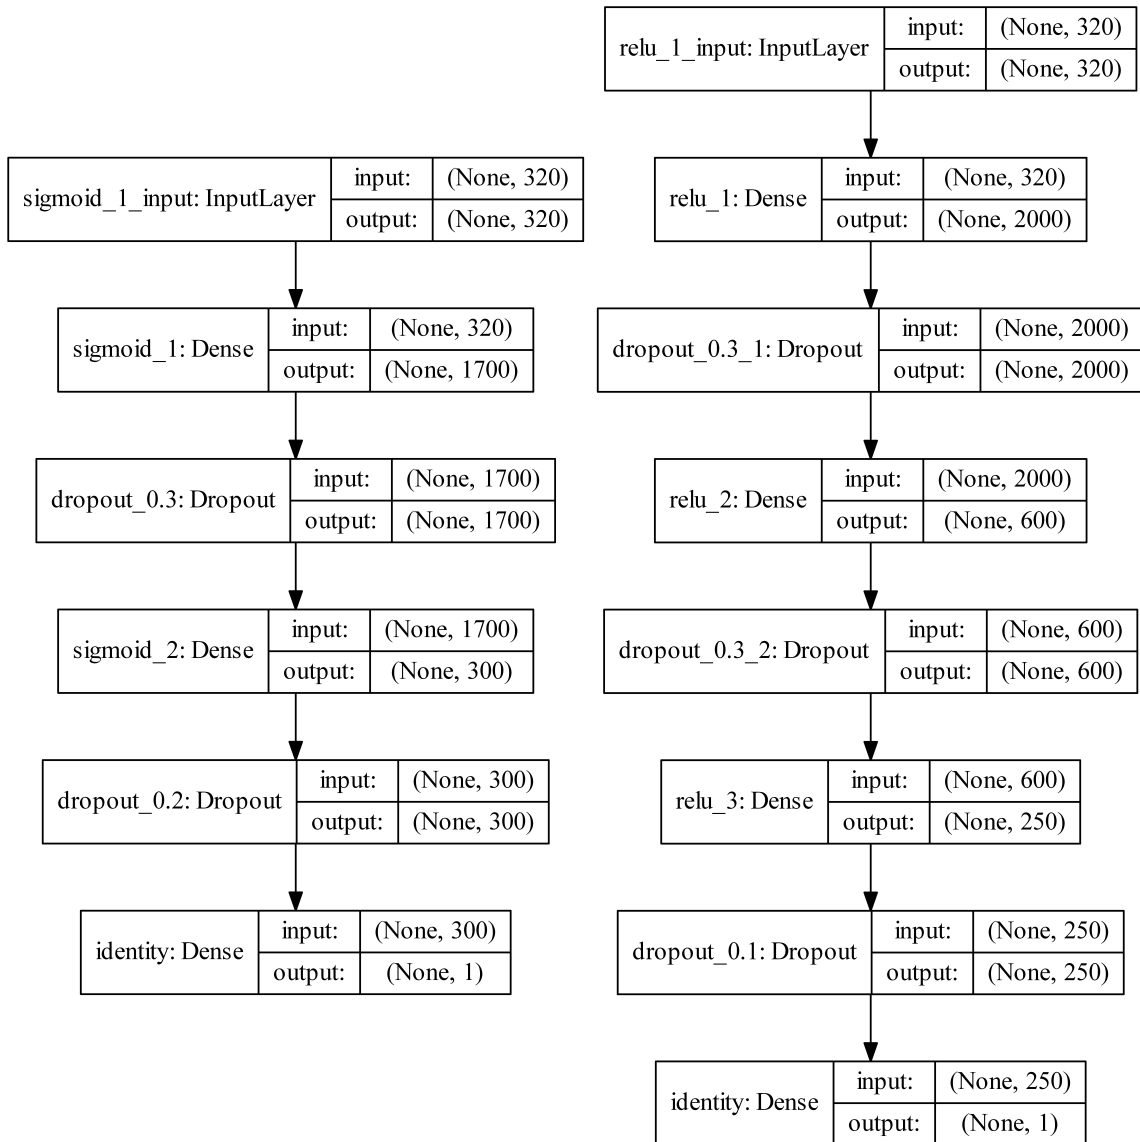 sigmoid_1_input: InputLayer
input: (None, 320)
output: (None, 320)
sigmoid_1: Dense
input: (None, 320)
output: (None, 1700)
dropout_0.3: Dropout
input: (None, 1700)
output: (None, 1700)
sigmoid_2: Dense
input: (None, 1700)
output: (None, 300)
dropout_0.2: Dropout
input: (None, 300)
output: (None, 300)
identity: Dense
input: (None, 300)
output: (None, 1)
relu_1_input: InputLayer
input: (None, 320)
output: (None, 320)
relu_1: Dense
input: (None, 320)
output: (None, 2000)
dropout_0.3_1: Dropout
input: (None, 2000)
output: (None, 2000)
relu_2: Dense
input: (None, 2000)
output: (None, 600)
dropout_0.3_2: Dropout
input: (None, 600)
output: (None, 600)
relu_3: Dense
input: (None, 600)
output: (None, 250)
dropout_0.1: Dropout
input: (None, 250)
output: (None, 250)
identity: Dense
input: (None, 250)
output: (None, 1)